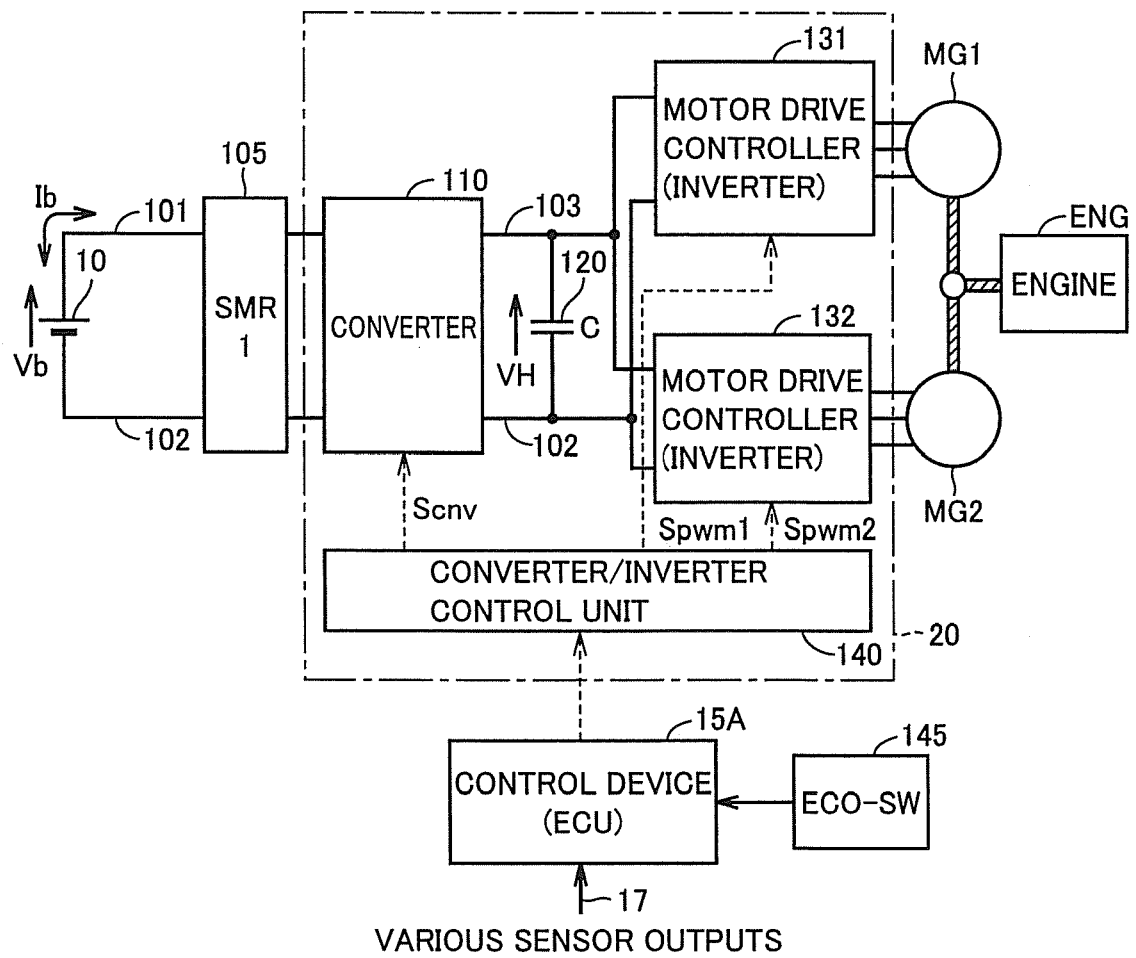 131
MG1
MOTOR DRIVE
CONTROLLER
(INVERTER)
105
110
Ib
101
103
ENG
10
120
SMR
1
CONVERTER
C
ENGINE
132
Vb
VH
MOTOR DRIVE
CONTROLLER
(INVERTER)
102
102
MG2
Scnv
Spwm1
Spwm2
CONVERTER/INVERTER
CONTROL UNIT
20
140
15A
145
CONTROL DEVICE
(ECU)
ECO-SW
17
VARIOUS SENSOR OUTPUTS